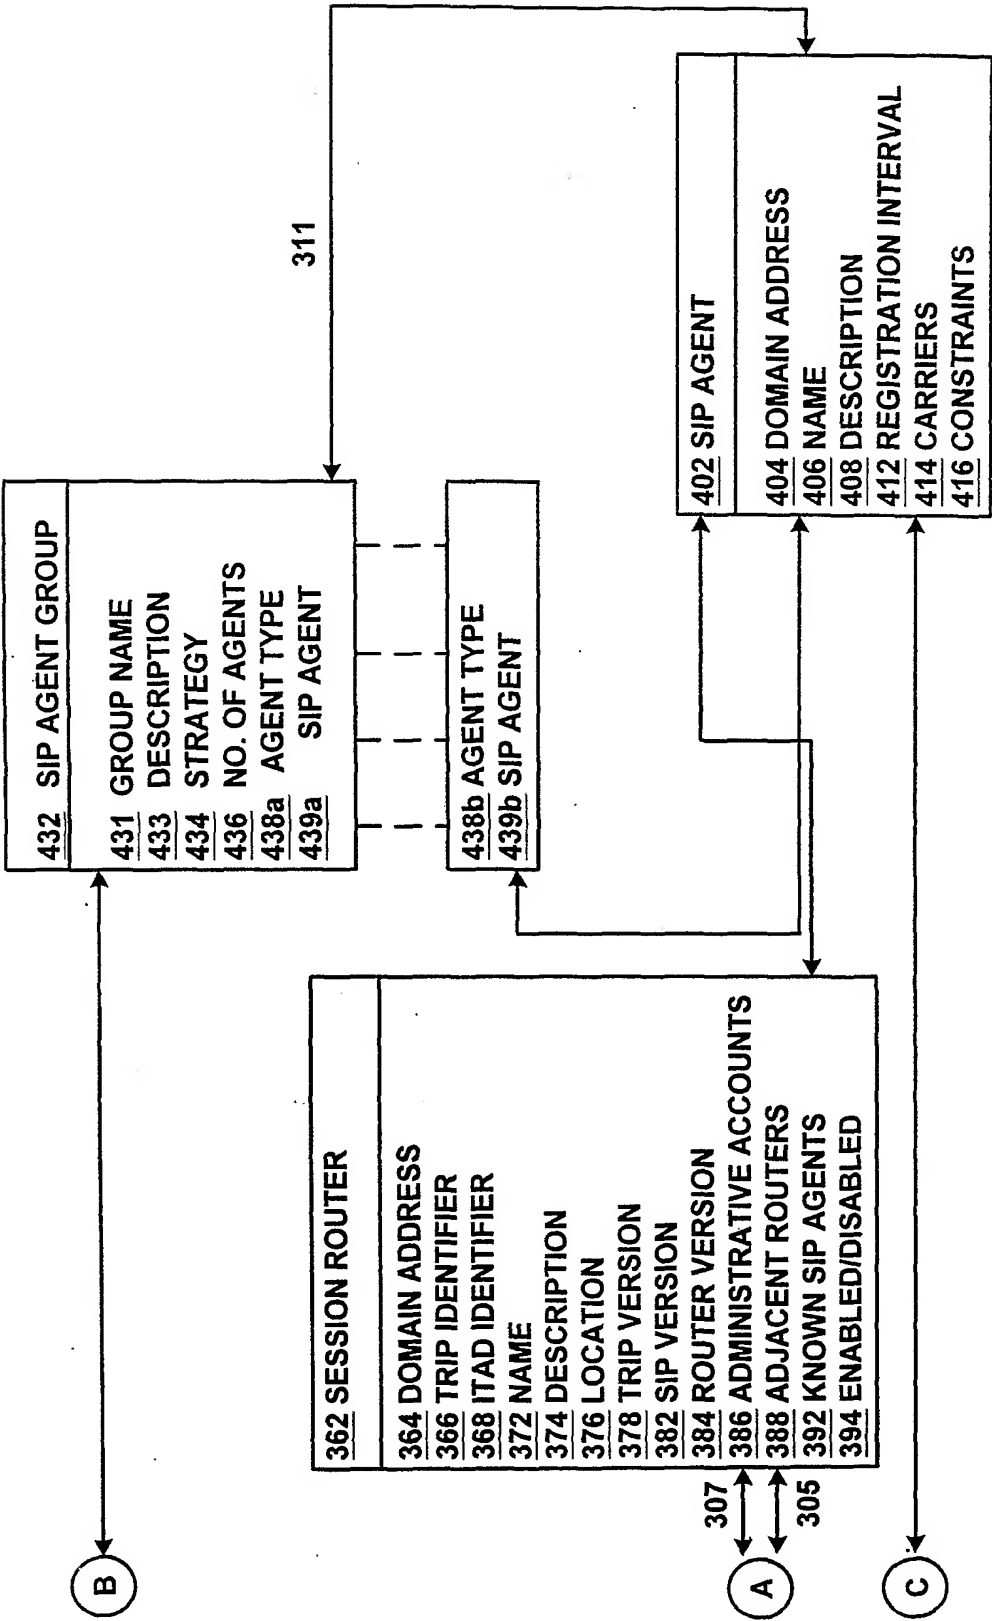 B
A
C
307
305
362 SESSION ROUTER
364 DOMAIN ADDRESS
366 TRIP IDENTIFIER
368 ITAD IDENTIFIER
372 NAME
374 DESCRIPTION
376 LOCATION
378 TRIP VERSION
382 SIP VERSION
384 ROUTER VERSION
386 ADMINISTRATIVE ACCOUNTS
388 ADJACENT ROUTERS
392 KNOWN SIP AGENTS
394 ENABLED/DISABLED
432 SIP AGENT GROUP
431 GROUP NAME
433 DESCRIPTION
434 STRATEGY
436 NO. OF AGENTS
438a AGENT TYPE
439a SIP AGENT
438b AGENT TYPE
439b SIP AGENT
311
402 SIP AGENT
404 DOMAIN ADDRESS
406 NAME
408 DESCRIPTION
412 REGISTRATION INTERVAL
414 CARRIERS
416 CONSTRAINTS